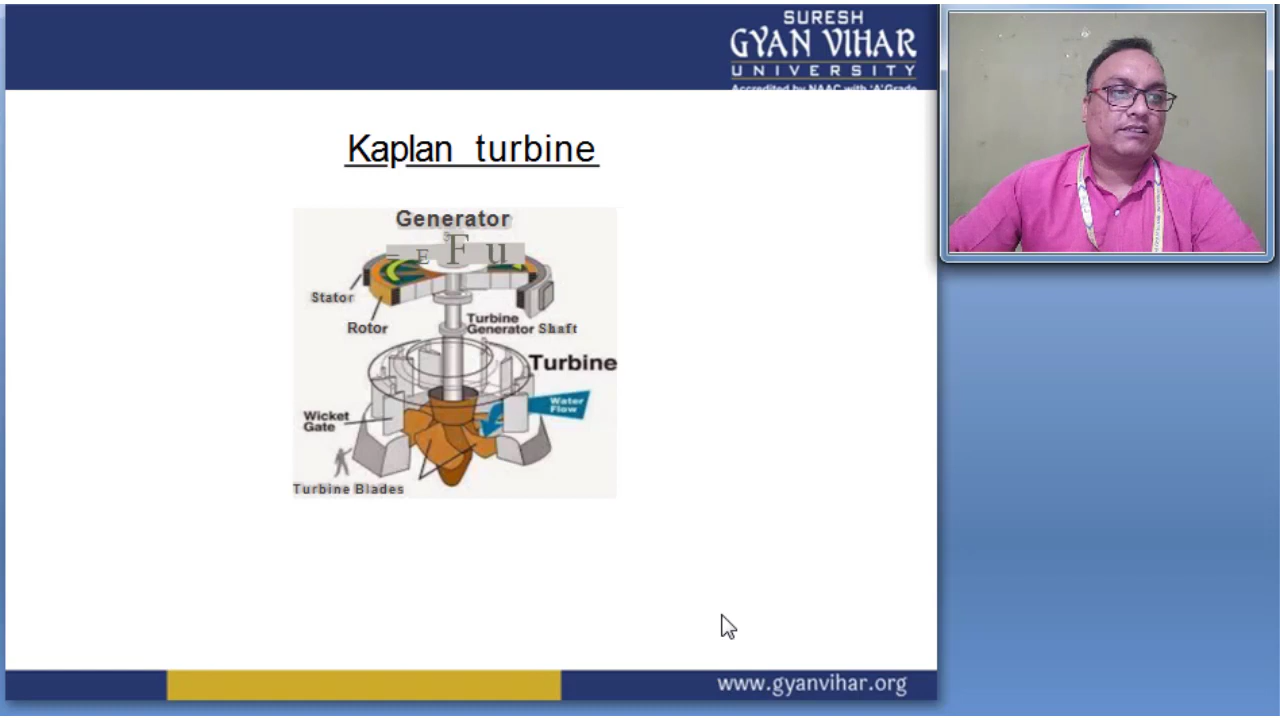 SURESH
GYAN VIHAR
UNIVERSITY
Accredited by NAAC with 'A' Grade
Kaplan turbine
Generator
= E F u
Stator
Rotor
Turbine
Generator Shaft
Turbine
Water
Flow
Wicket
Gate
Turbine Blades
www.gyanvihar.org